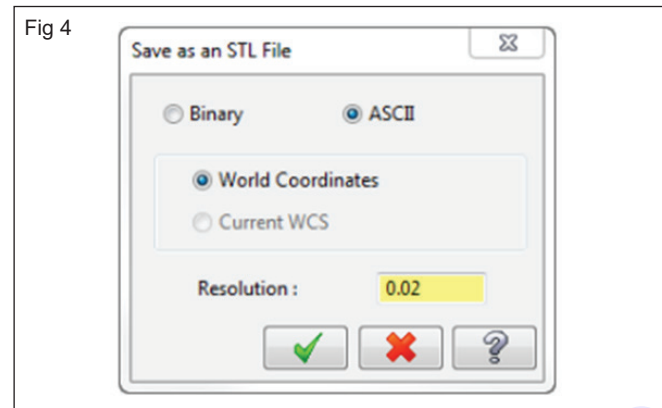 Fig 4
Save as an STL File
Binary ASCII
World Coordinates
Current WCS
Resolution : 0.02